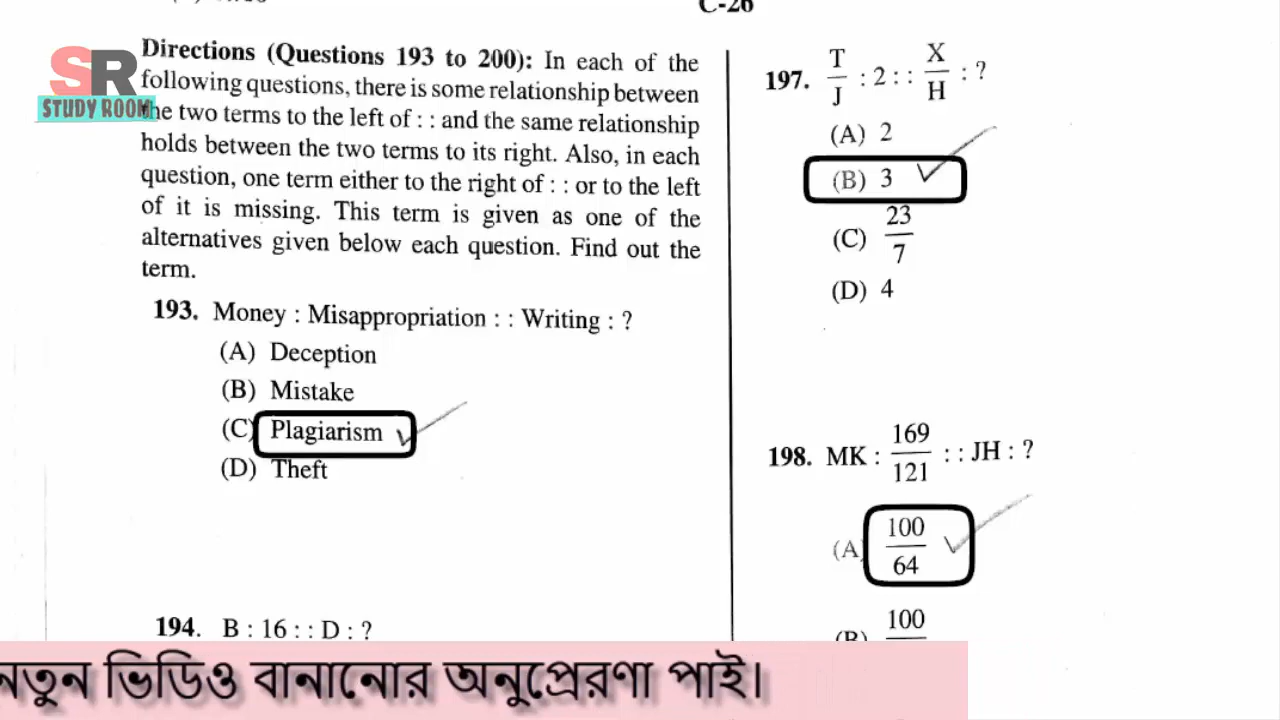 C-26
SR
STUDY ROOM
Directions (Questions 193 to 200): In each of the
following questions, there is some relationship between
the two terms to the left of : : and the same relationship
holds between the two terms to its right. Also, in each
question, one term either to the right of : : or to the left
of it is missing. This term is given as one of the
alternatives given below each question. Find out the
term.
193. Money : Misappropriation : : Writing : ?
(A) Deception
(B) Mistake
(C) Plagiarism
(D) Theft
194. B : 16 : : D : ?
197. T/J : 2 : : X/H : ?
(A) 2
(B) 3
(C) 23/7
(D) 4
198. MK : 169/121 : : JH : ?
(A) 100/64
(B) 100
নতুন ভিডিও বানানোর অনুপ্রেরণা পাই।